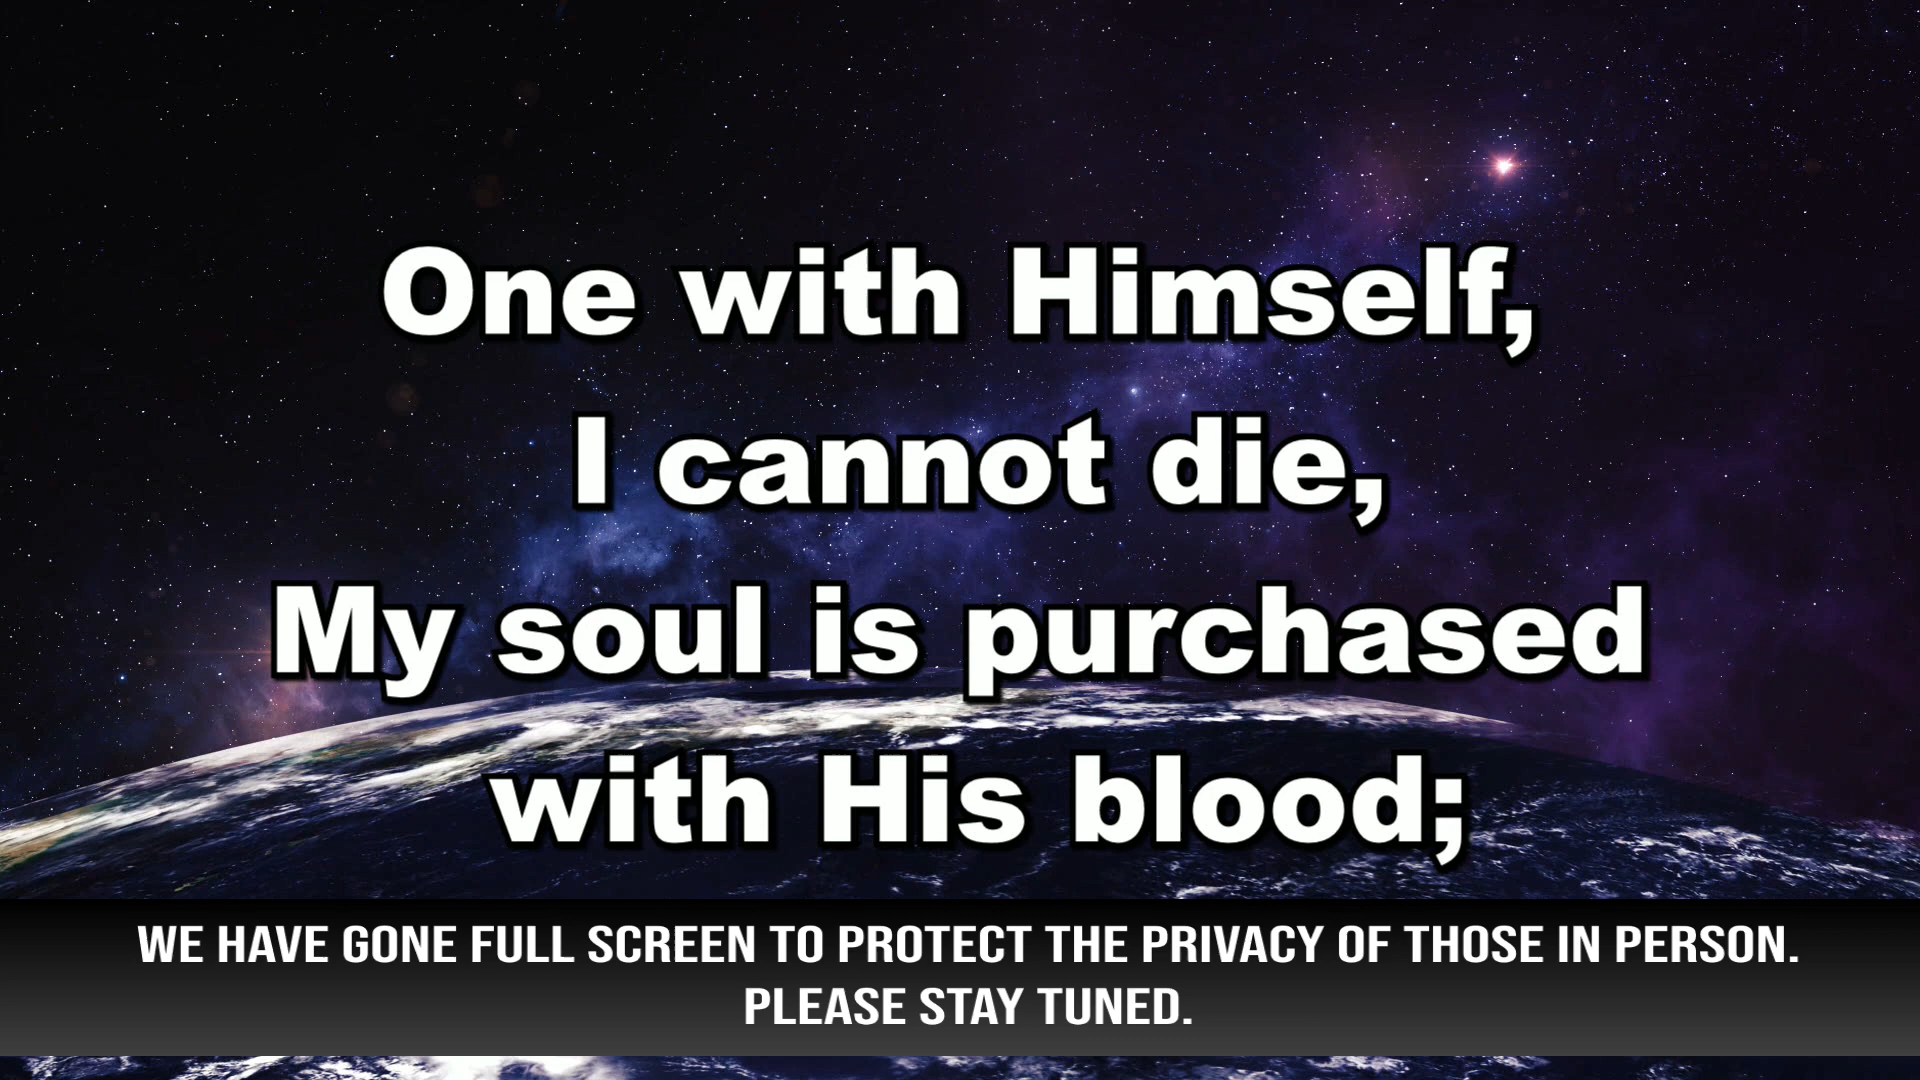 One with Himself,
I cannot die,
My soul is purchased
with His blood;
WE HAVE GONE FULL SCREEN TO PROTECT THE PRIVACY OF THOSE IN PERSON.
PLEASE STAY TUNED.